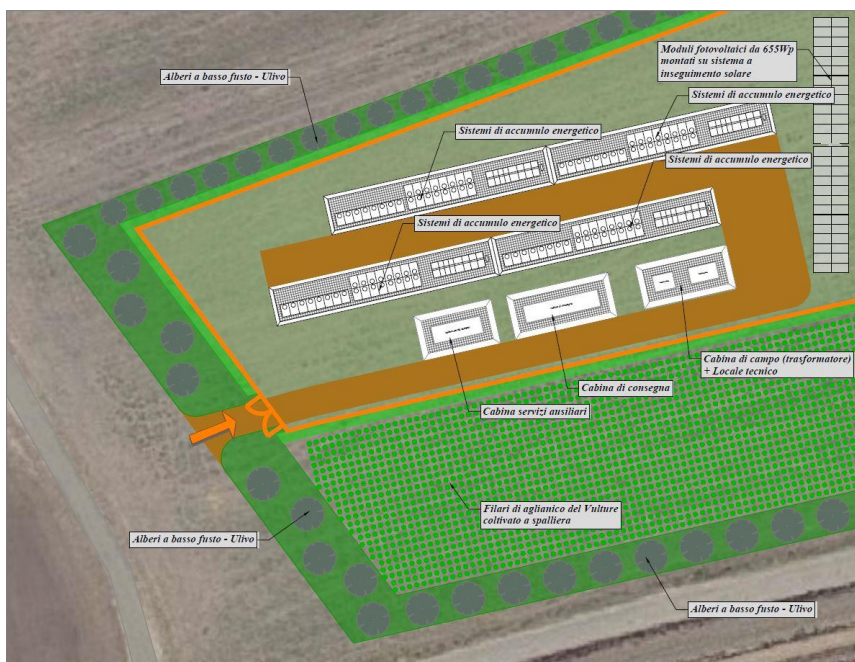 Moduli fotovoltaici da 655Wp
montati su sistema a
inseguimento solare
Alberi a basso fusto - Ulivo
Sistemi di accumulo energetico
Sistemi di accumulo energetico
Sistemi di accumulo energetico
Sistemi di accumulo energetico
Cabina di campo (trasformatore)
+ Locale tecnico
Cabina di consegna
Cabina servizi ausiliari
Filari di aglianico del Vulture
coltivato a spalliera
Alberi a basso fusto - Ulivo
Alberi a basso fusto - Ulivo